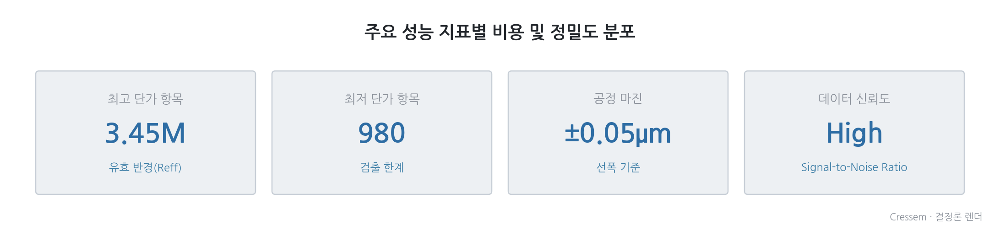 주요 성능 지표별 비용 및 정밀도 분포
최고 단가 항목
3.45M
유효 반경(Reff)
최저 단가 항목
980
검출 한계
공정 마진
±0.05µm
선폭 기준
데이터 신뢰도
High
Signal-to-Noise Ratio
Cressem · 결정론 렌더